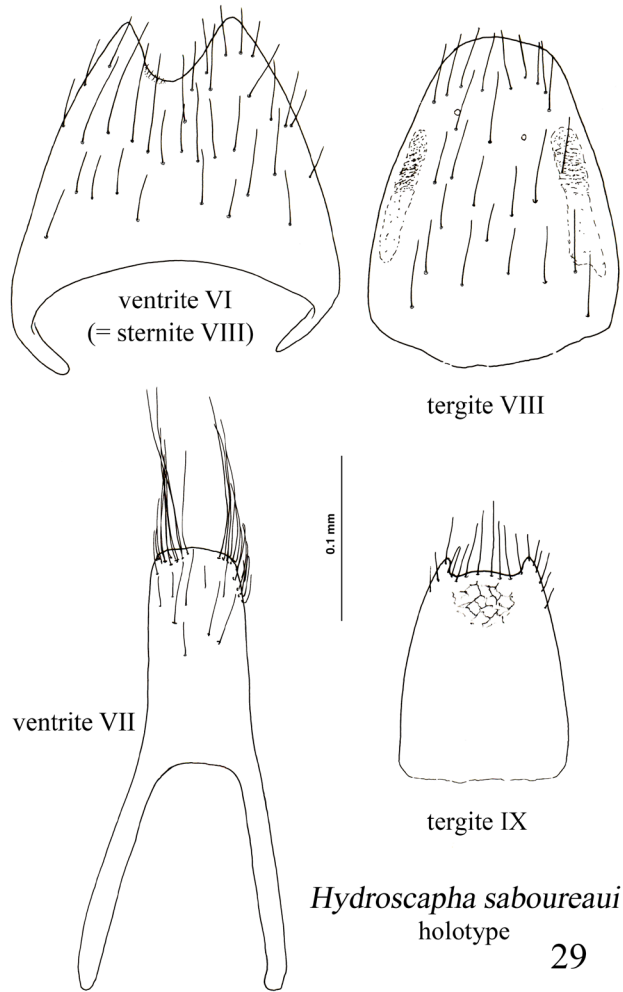 ventrite VI
(= sternite VIII)
tergite VIII
0.1 mm
ventrite VII
tergite IX
Hydroscapha saboureaui
holotype
29